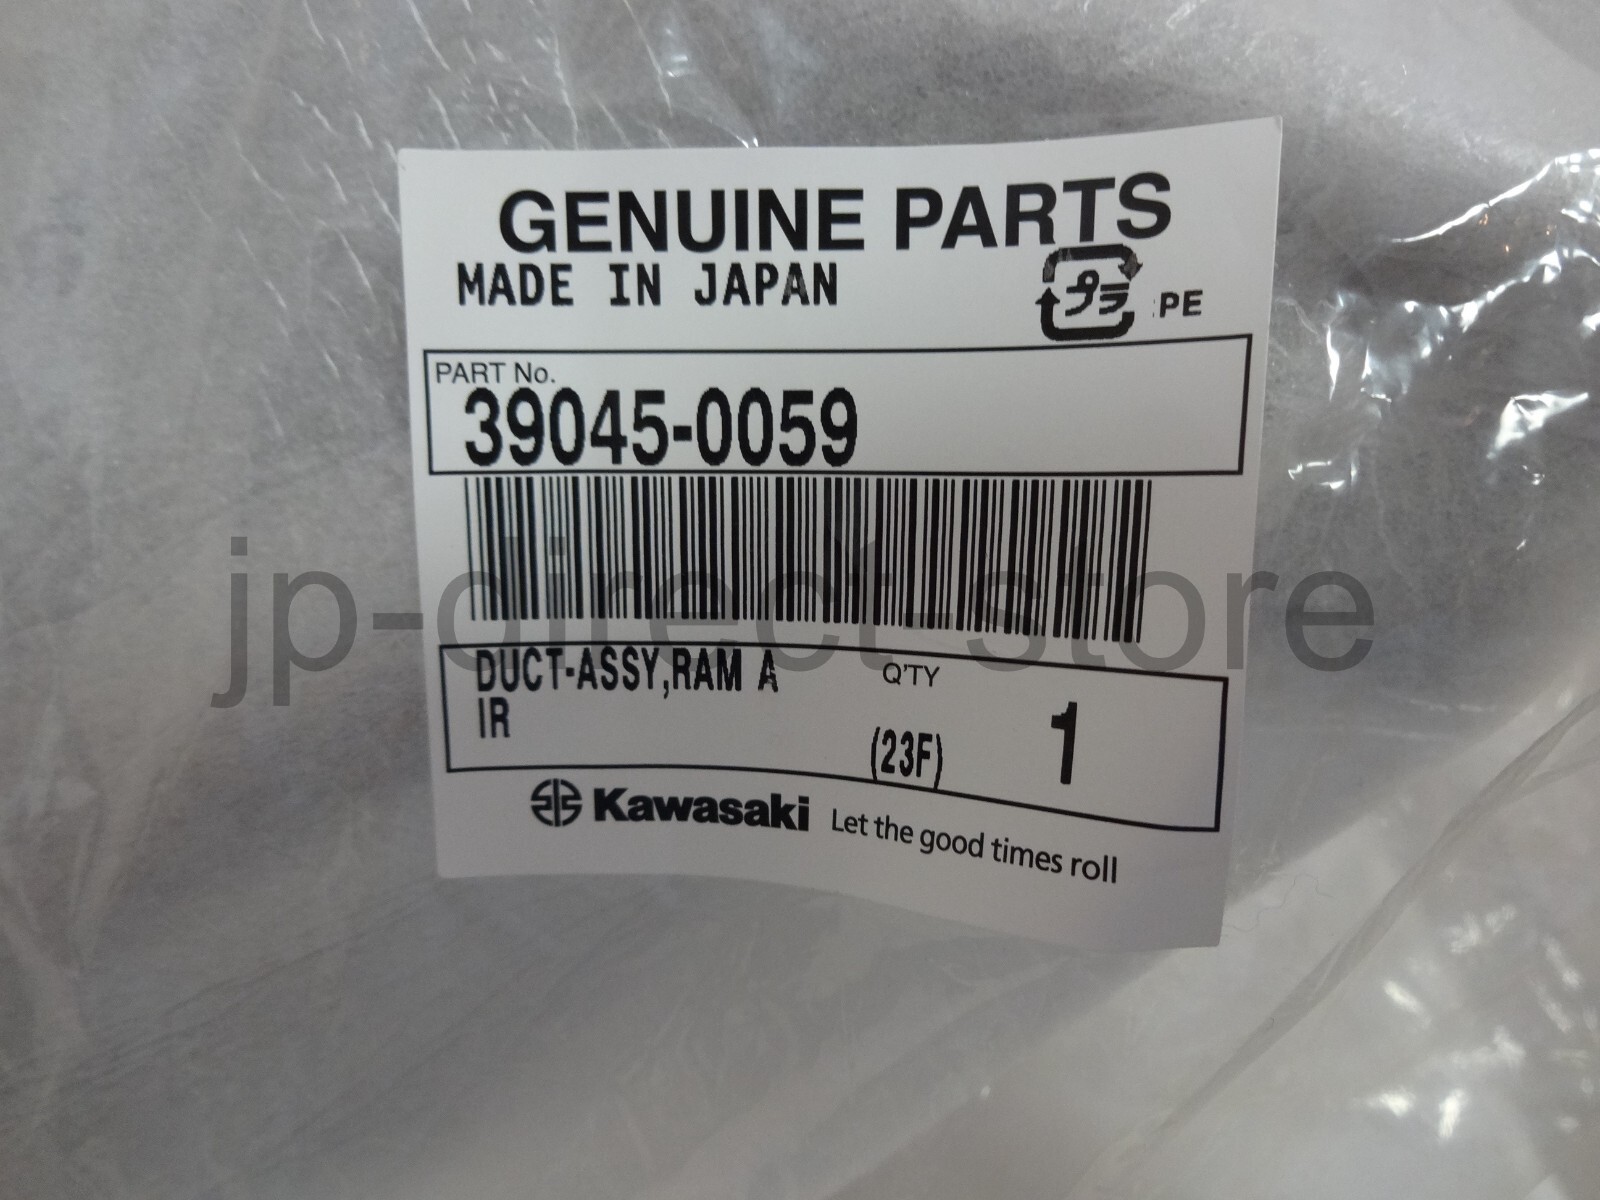 GENUINE PARTS
MADE IN JAPAN
プラ :PE
PART No.
39045-0059
jp-direct-store
DUCT-ASSY,RAM A
IR
Q'TY
(23F)
1
Kawasaki Let the good times roll